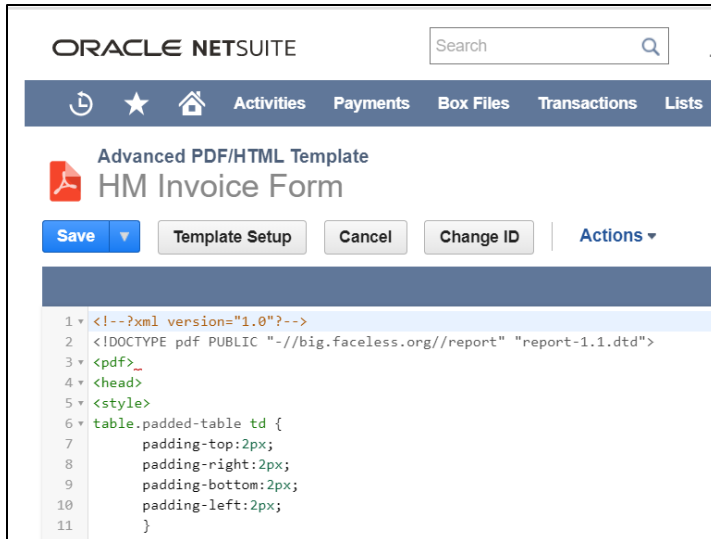 ORACLE NETSUITE
Search
Activities Payments Box Files Transactions Lists
Advanced PDF/HTML Template
HM Invoice Form
Save Template Setup Cancel Change ID Actions
1 <!--?xml version="1.0"?-->
2 <!DOCTYPE pdf PUBLIC "-//big.faceless.org//report" "report-1.1.dtd">
3 <pdf>
4 <head>
5 <style>
6 table.padded-table td {
7 padding-top:2px;
8 padding-right:2px;
9 padding-bottom:2px;
10 padding-left:2px;
11 }